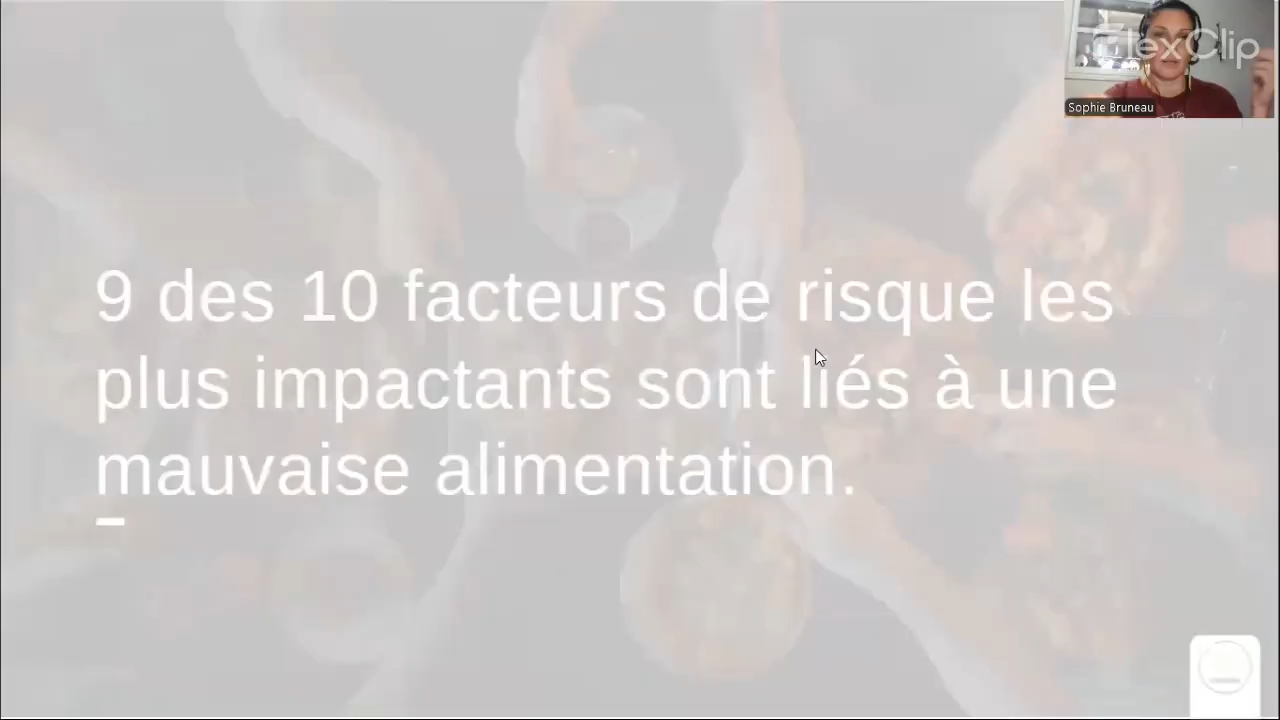 FlexClip
Sophie Bruneau
9 des 10 facteurs de risque les
plus impactants sont liés à une
mauvaise alimentation.